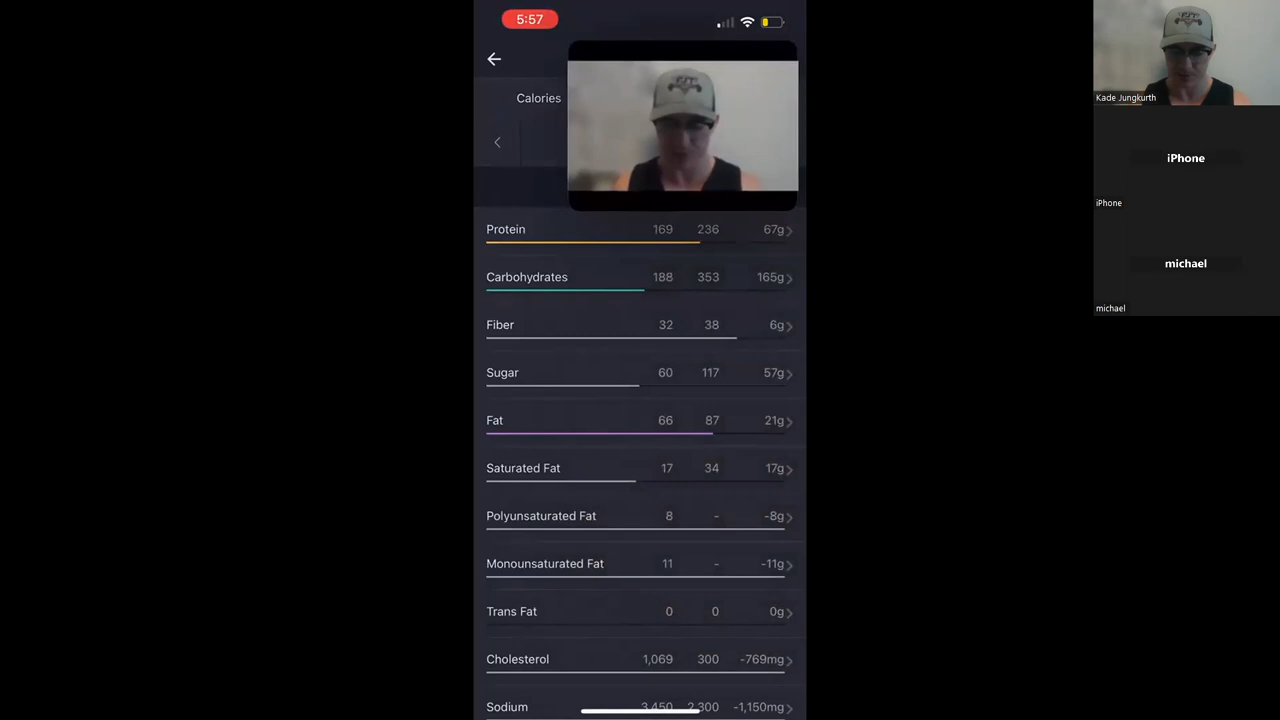 5:57
Calories
Protein 169 236 67g
Carbohydrates 188 353 165g
Fiber 32 38 6g
Sugar 60 117 57g
Fat 66 87 21g
Saturated Fat 17 34 17g
Polyunsaturated Fat 8 - -8g
Monounsaturated Fat 11 - -11g
Trans Fat 0 0 0g
Cholesterol 1,069 300 -769mg
Sodium 3,450 2,300 -1,150mg
Kade Jungkurth
iPhone
iPhone
michael
michael